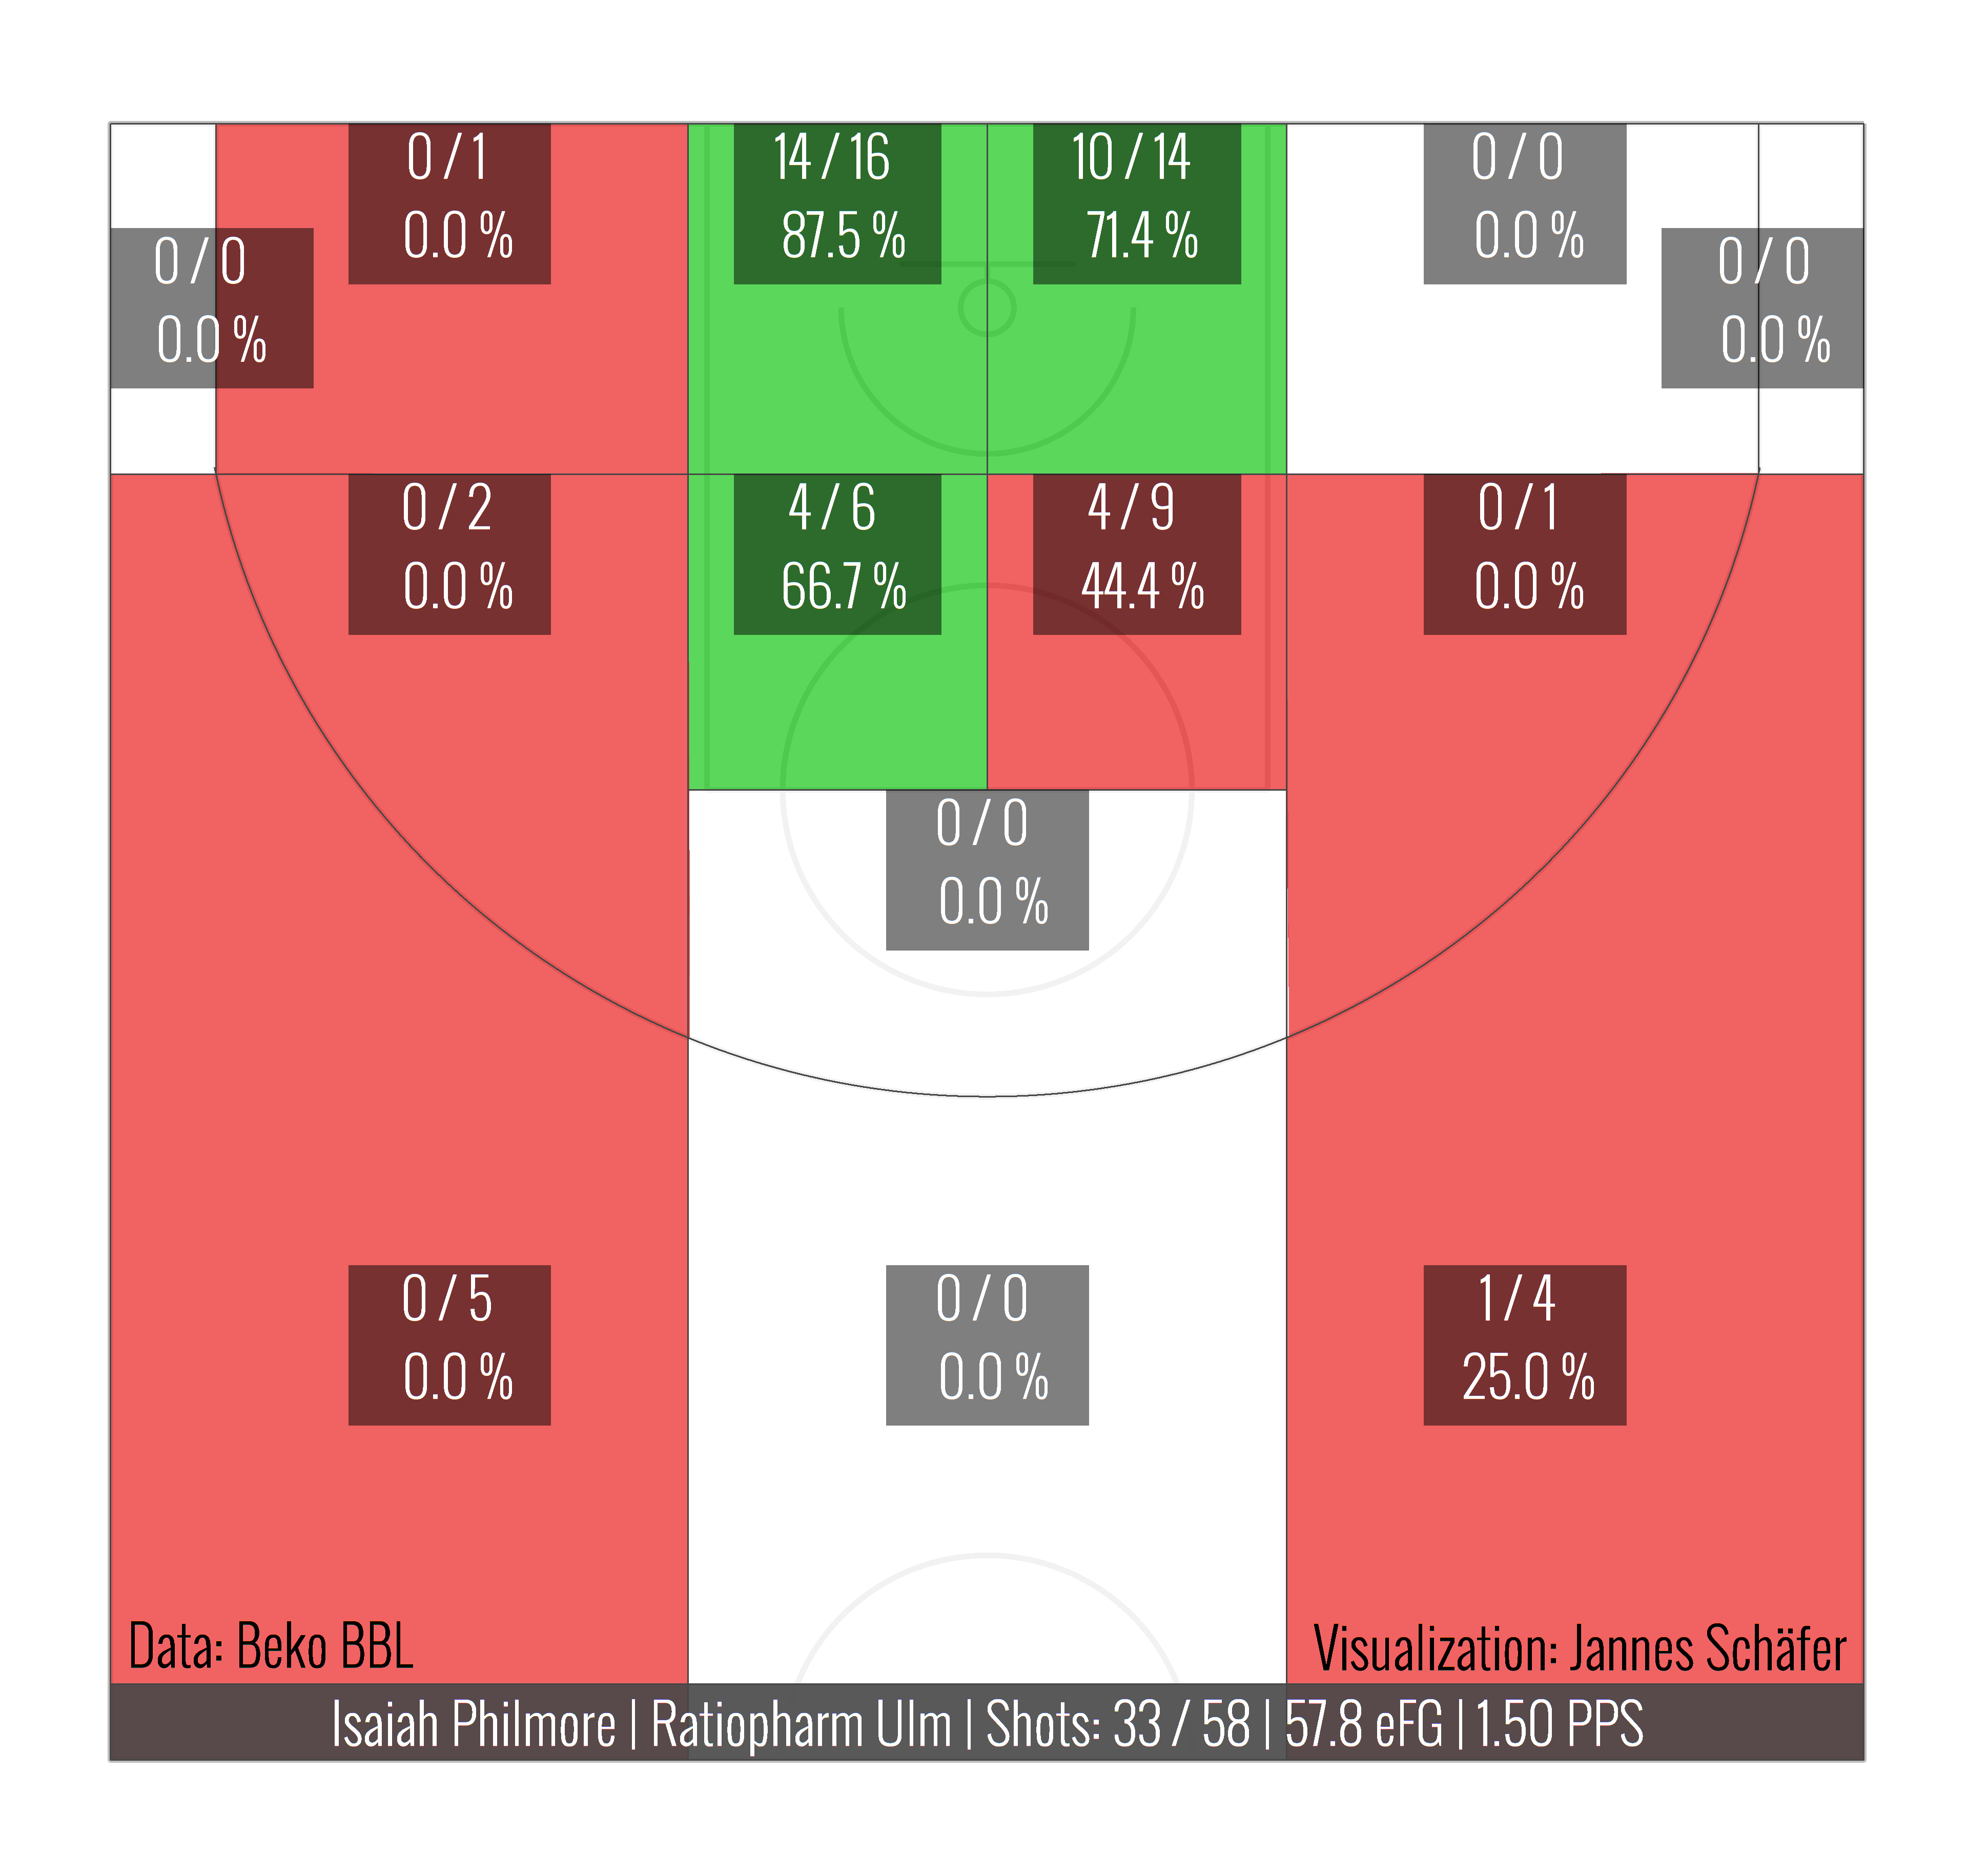 0 / 1
0.0 %
14 / 16
87.5 %
10 / 14
71.4 %
0 / 0
0.0 %
0 / 0
0.0 %
0 / 0
0.0 %
0 / 2
0.0 %
4 / 6
66.7 %
4 / 9
44.4 %
0 / 1
0.0 %
0 / 0
0.0 %
0 / 5
0.0 %
0 / 0
0.0 %
1 / 4
25.0 %
Data: Beko BBL
Visualization: Jannes Schäfer
Isaiah Philmore | Ratiopharm Ulm | Shots: 33 / 58 | 57.8 eFG | 1.50 PPS